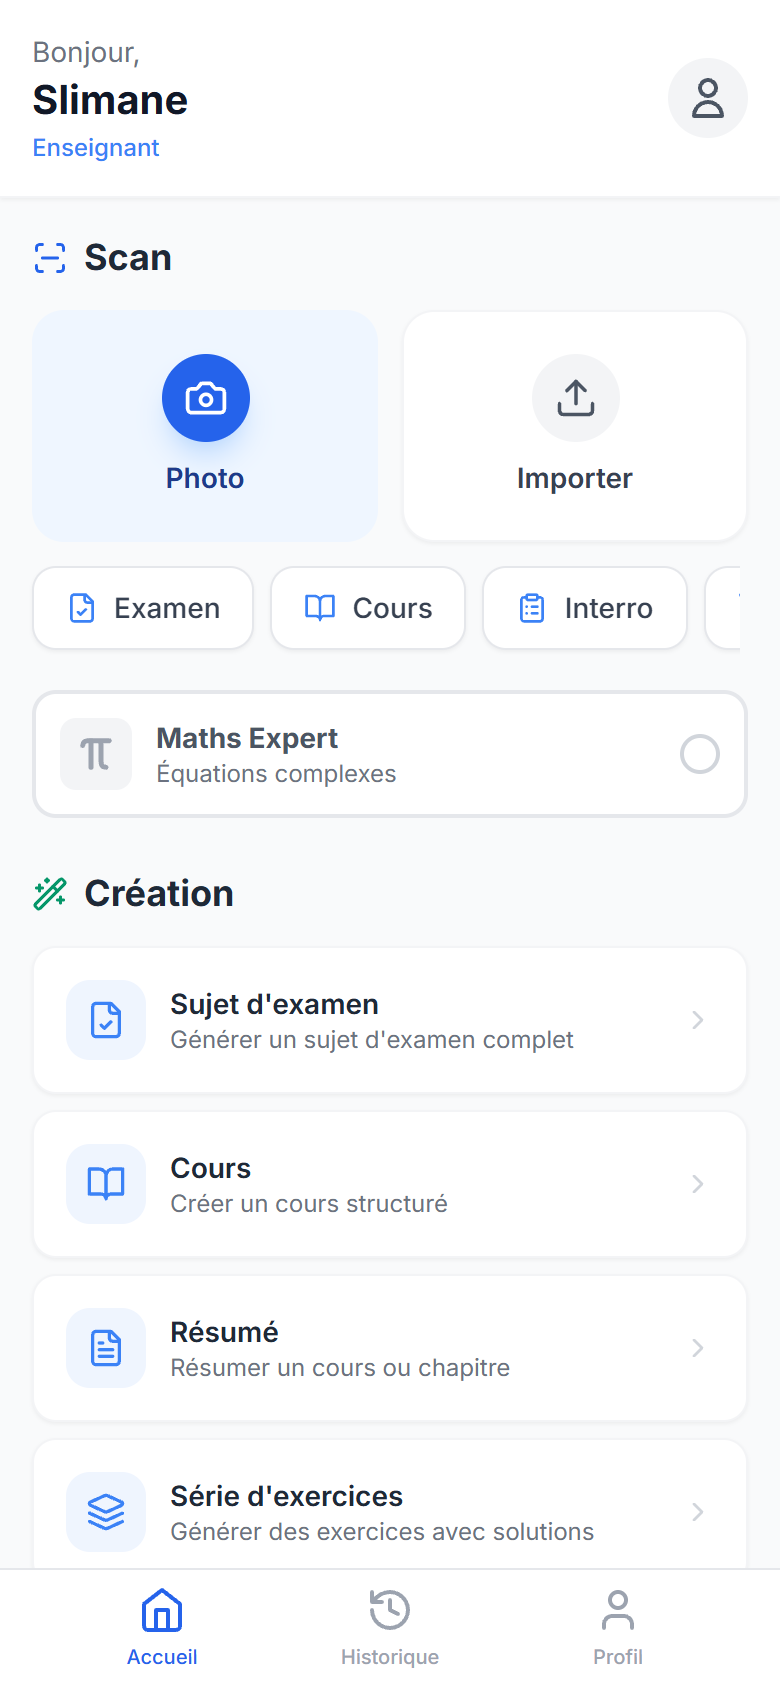 Bonjour,
Slimane
Enseignant
Scan
Photo
Importer
Examen
Cours
Interro
Maths Expert
Équations complexes
Création
Sujet d'examen
Générer un sujet d'examen complet
Cours
Créer un cours structuré
Résumé
Résumer un cours ou chapitre
Série d'exercices
Générer des exercices avec solutions
Accueil
Historique
Profil